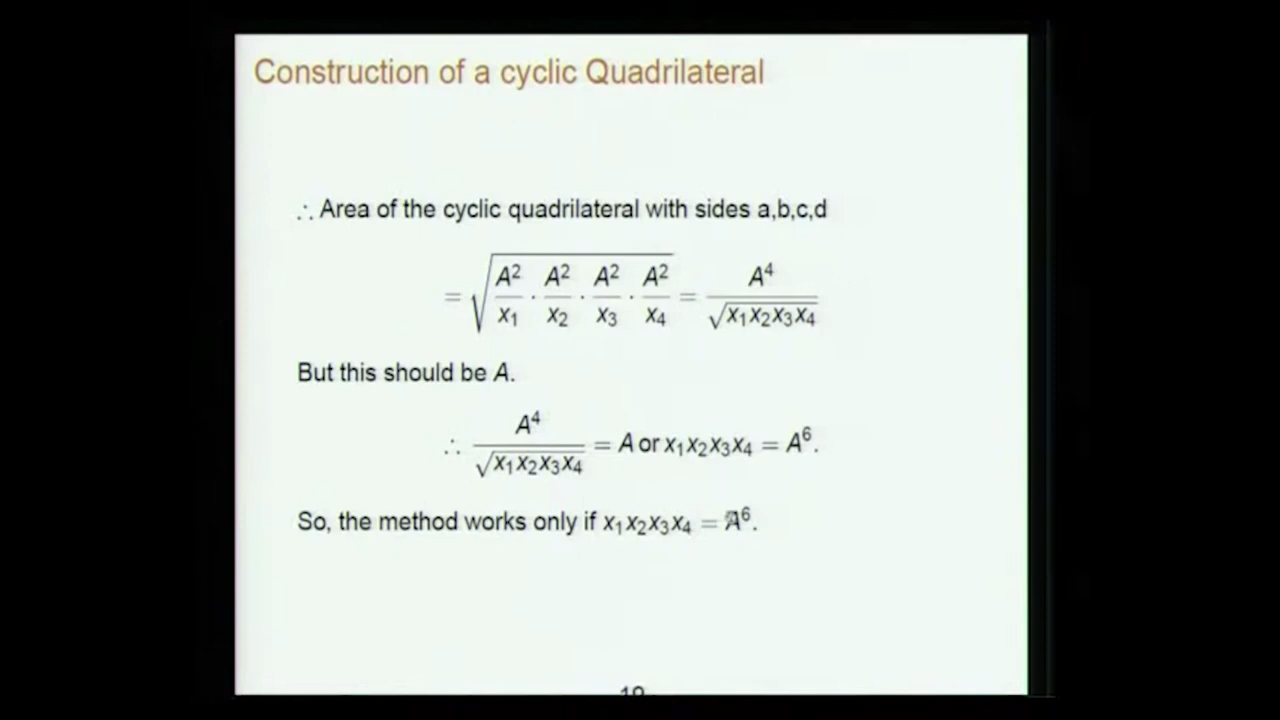 Construction of a cyclic Quadrilateral
∴ Area of the cyclic quadrilateral with sides a,b,c,d
= √(A²/x₁ · A²/x₂ · A²/x₃ · A²/x₄) = A⁴/√(x₁x₂x₃x₄)
But this should be A.
∴ A⁴/√(x₁x₂x₃x₄) = A or x₁x₂x₃x₄ = A⁶.
So, the method works only if x₁x₂x₃x₄ = A⁶.